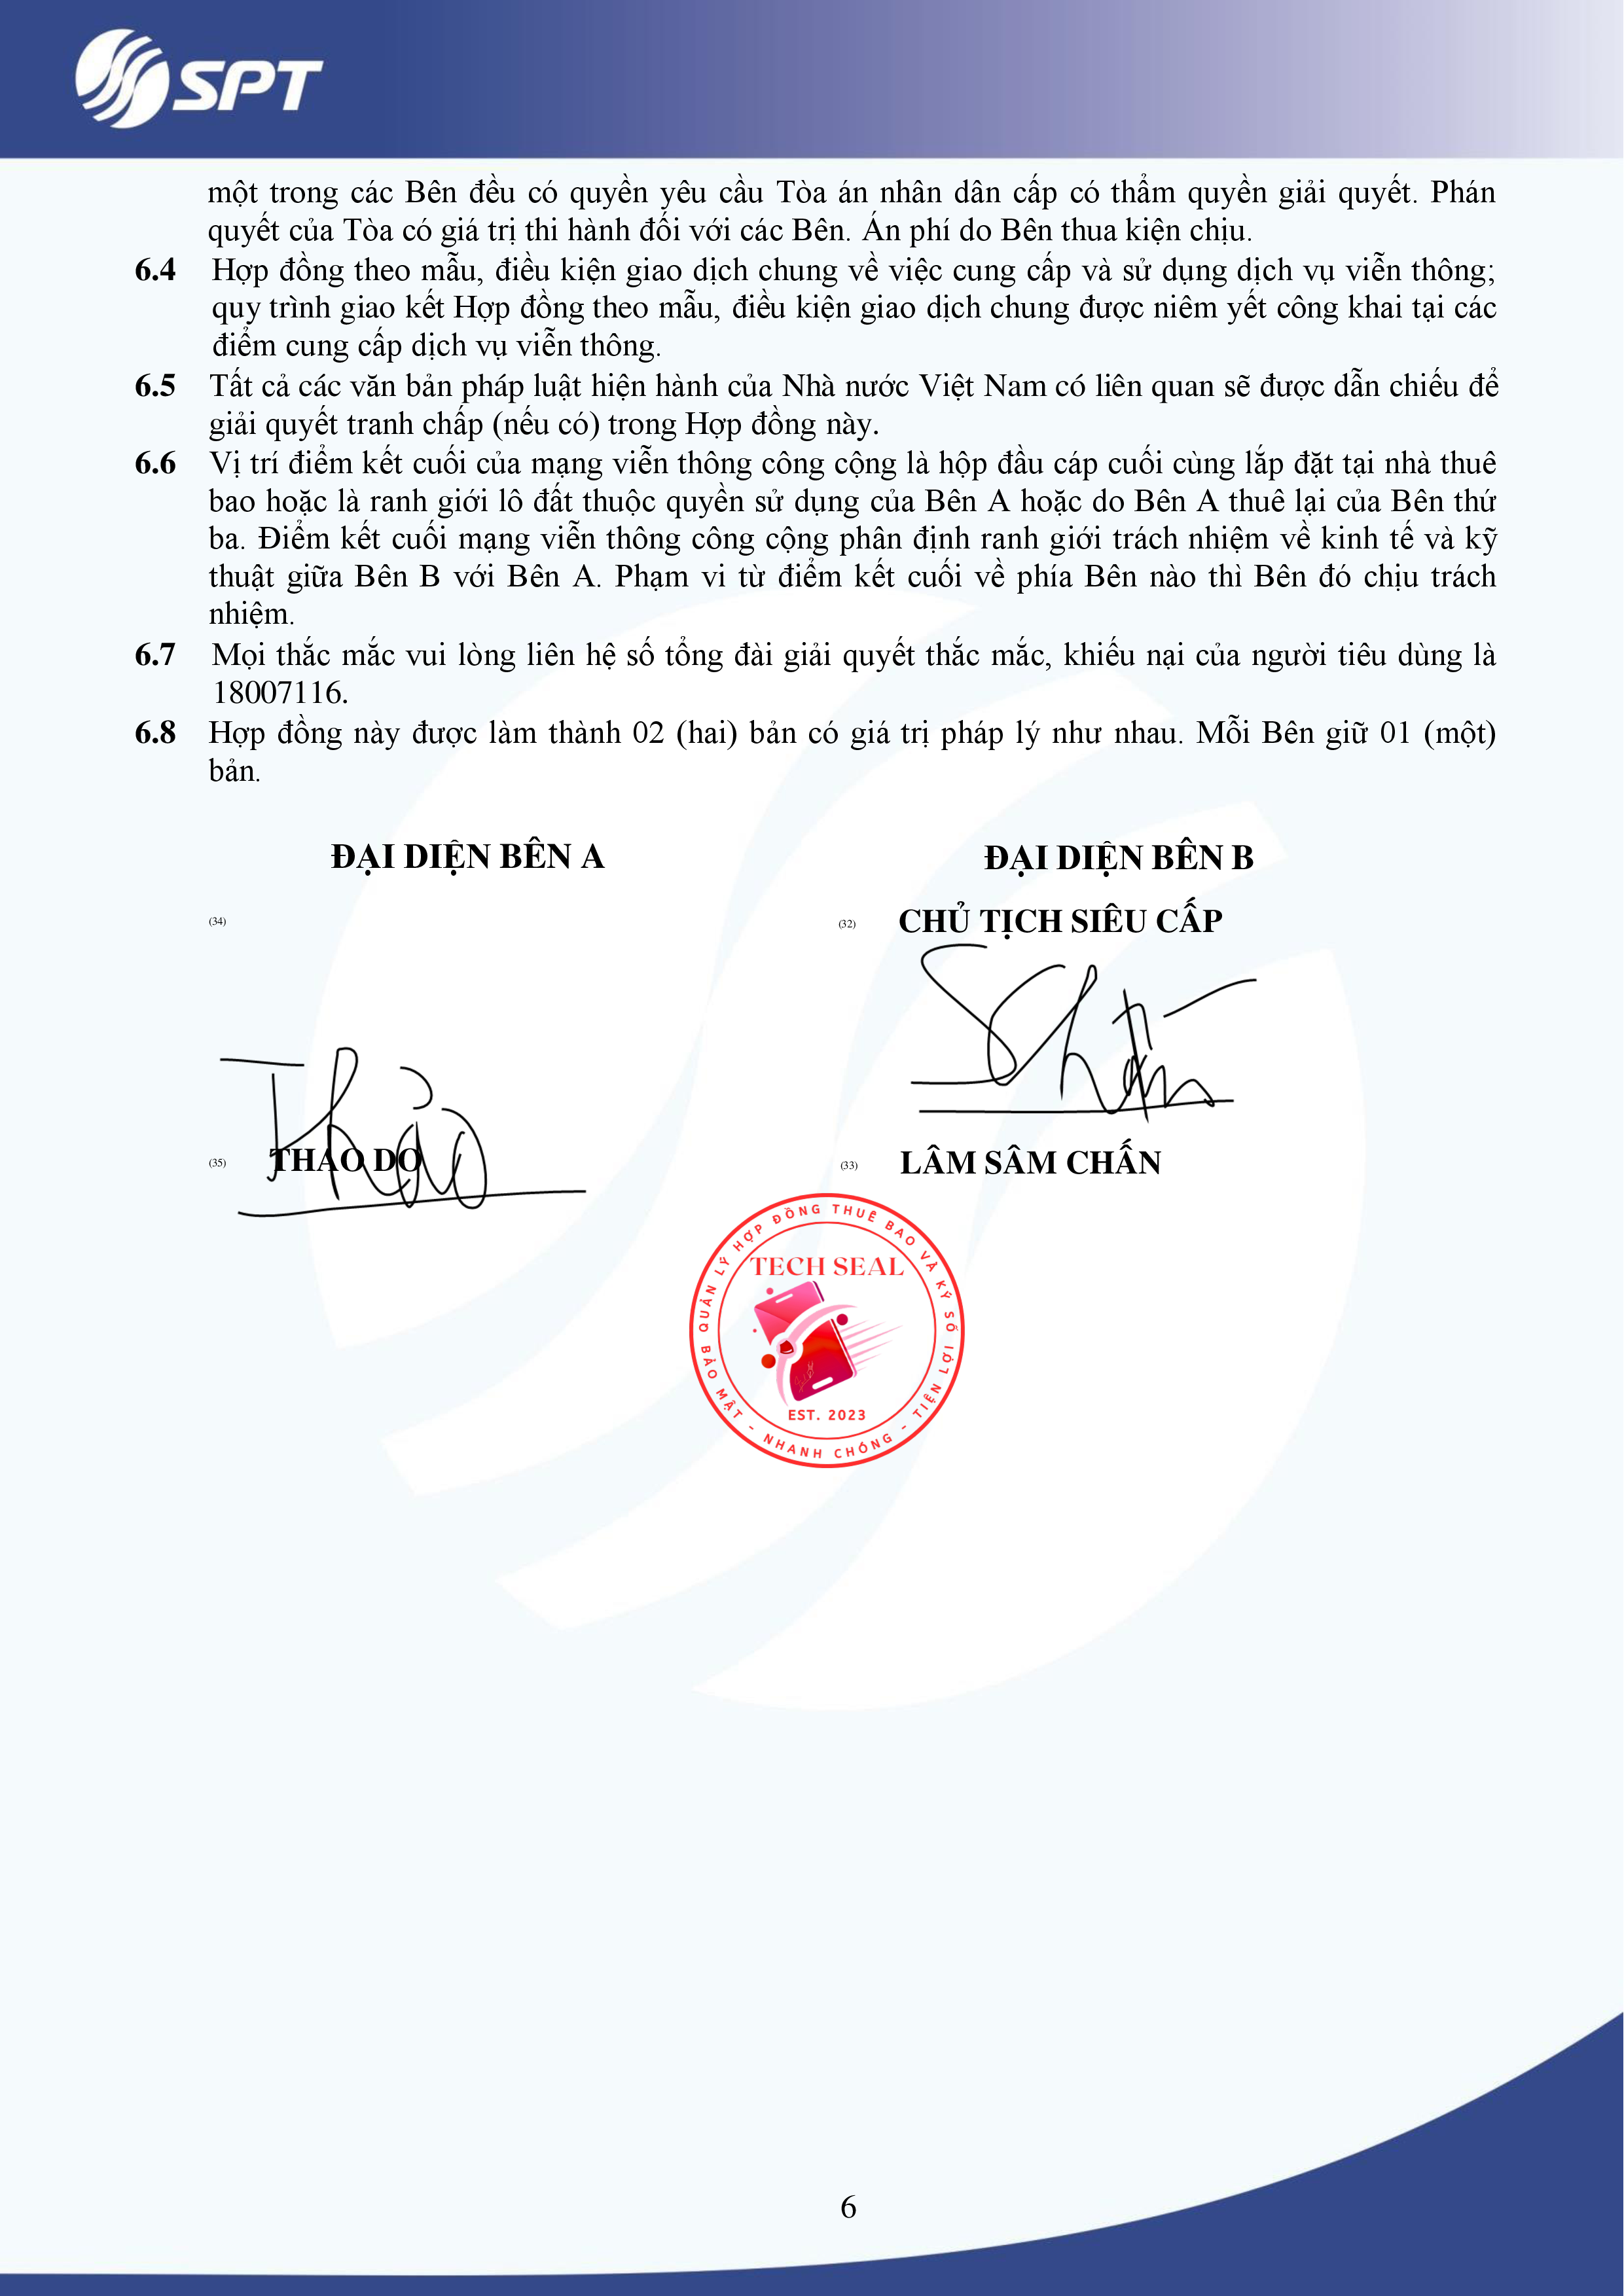 SPT
một trong các Bên đều có quyền yêu cầu Tòa án nhân dân cấp có thẩm quyền giải quyết. Phán
quyết của Tòa có giá trị thi hành đối với các Bên. Án phí do Bên thua kiện chịu.
6.4 Hợp đồng theo mẫu, điều kiện giao dịch chung về việc cung cấp và sử dụng dịch vụ viễn thông;
quy trình giao kết Hợp đồng theo mẫu, điều kiện giao dịch chung được niêm yết công khai tại các
điểm cung cấp dịch vụ viễn thông.
6.5 Tất cả các văn bản pháp luật hiện hành của Nhà nước Việt Nam có liên quan sẽ được dẫn chiếu để
giải quyết tranh chấp (nếu có) trong Hợp đồng này.
6.6 Vị trí điểm kết cuối của mạng viễn thông công cộng là hộp đầu cáp cuối cùng lắp đặt tại nhà thuê
bao hoặc là ranh giới lô đất thuộc quyền sử dụng của Bên A hoặc do Bên A thuê lại của Bên thứ
ba. Điểm kết cuối mạng viễn thông công cộng phân định ranh giới trách nhiệm về kinh tế và kỹ
thuật giữa Bên B với Bên A. Phạm vi từ điểm kết cuối về phía Bên nào thì Bên đó chịu trách
nhiệm.
6.7 Mọi thắc mắc vui lòng liên hệ số tổng đài giải quyết thắc mắc, khiếu nại của người tiêu dùng là
18007116.
6.8 Hợp đồng này được làm thành 02 (hai) bản có giá trị pháp lý như nhau. Mỗi Bên giữ 01 (một)
bản.
ĐẠI DIỆN BÊN A ĐẠI DIỆN BÊN B
(34) (32) CHỦ TỊCH SIÊU CẤP
Thảo
(35) THẢO DO (33) LÂM SÂM CHẤN
QUẢN LÝ HỢP ĐỒNG THUÊ BAO VÀ KÝ SỐ
TECH SEAL
EST. 2023
BẢO MẬT - NHANH CHÓNG - TIỆN LỢI
6